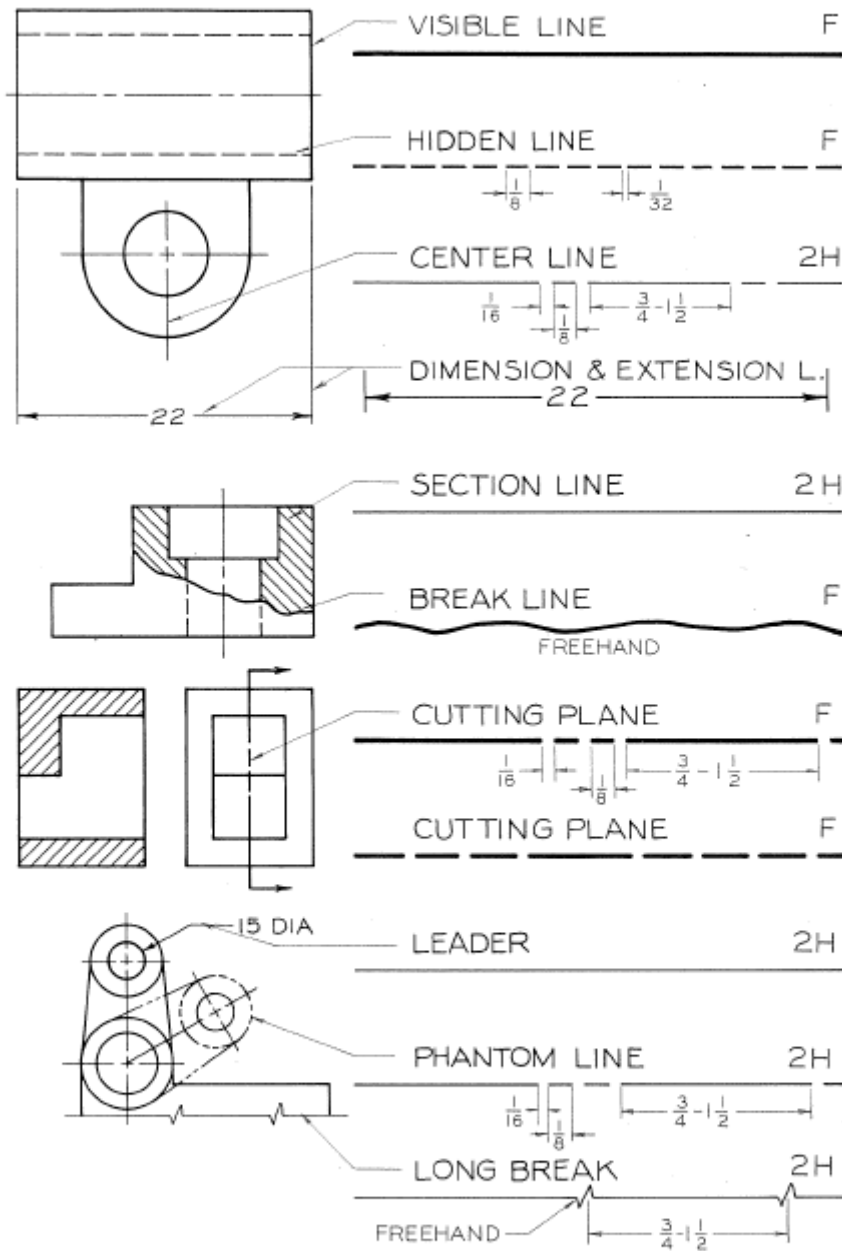 VISIBLE LINE F
HIDDEN LINE F
1/8 1/32
CENTER LINE 2H
1/16 1/8 3/4 - 1 1/2
DIMENSION & EXTENSION L.
22 22
SECTION LINE 2H
BREAK LINE F
FREEHAND
CUTTING PLANE F
1/16 1/8 3/4 - 1 1/2
CUTTING PLANE F
15 DIA LEADER 2H
PHANTOM LINE 2H
1/16 1/8 3/4 - 1 1/2
LONG BREAK 2H
FREEHAND 3/4 - 1 1/2